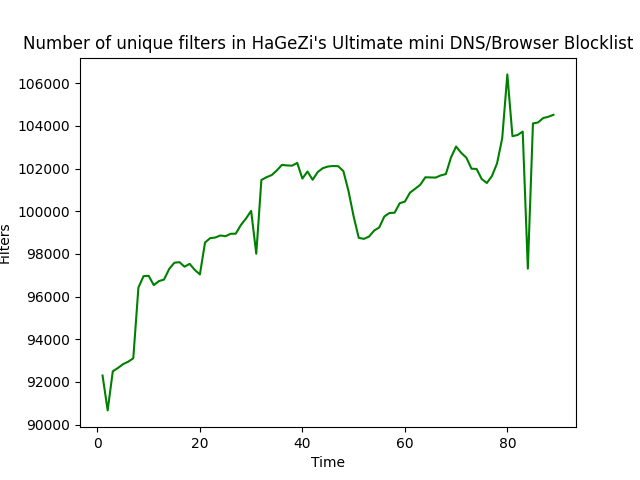 Number of unique filters in HaGeZi's Ultimate mini DNS/Browser Blocklist
106000
104000
102000
100000
98000
96000
94000
92000
90000
Filters
0 20 40 60 80
Time